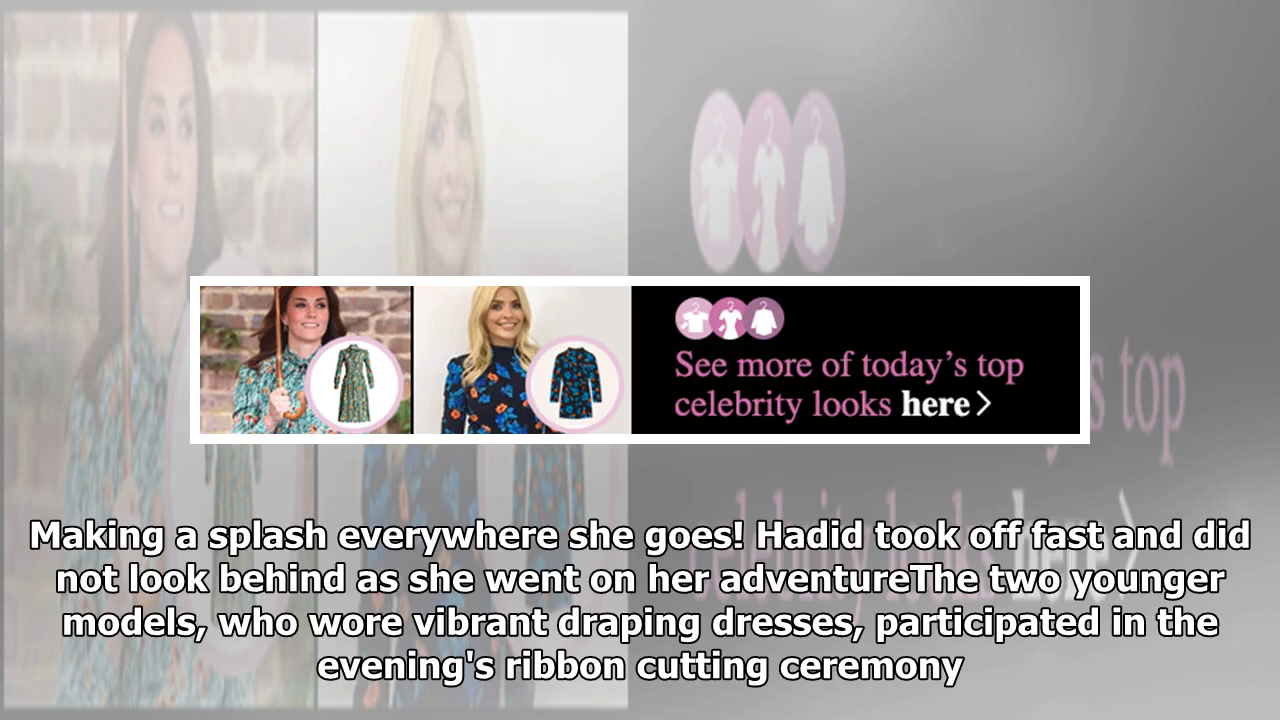 See more of today's top
celebrity looks here>
s top
Making a splash everywhere she goes! Hadid took off fast and did
not look behind as she went on her adventureThe two younger
models, who wore vibrant draping dresses, participated in the
evening's ribbon cutting ceremony